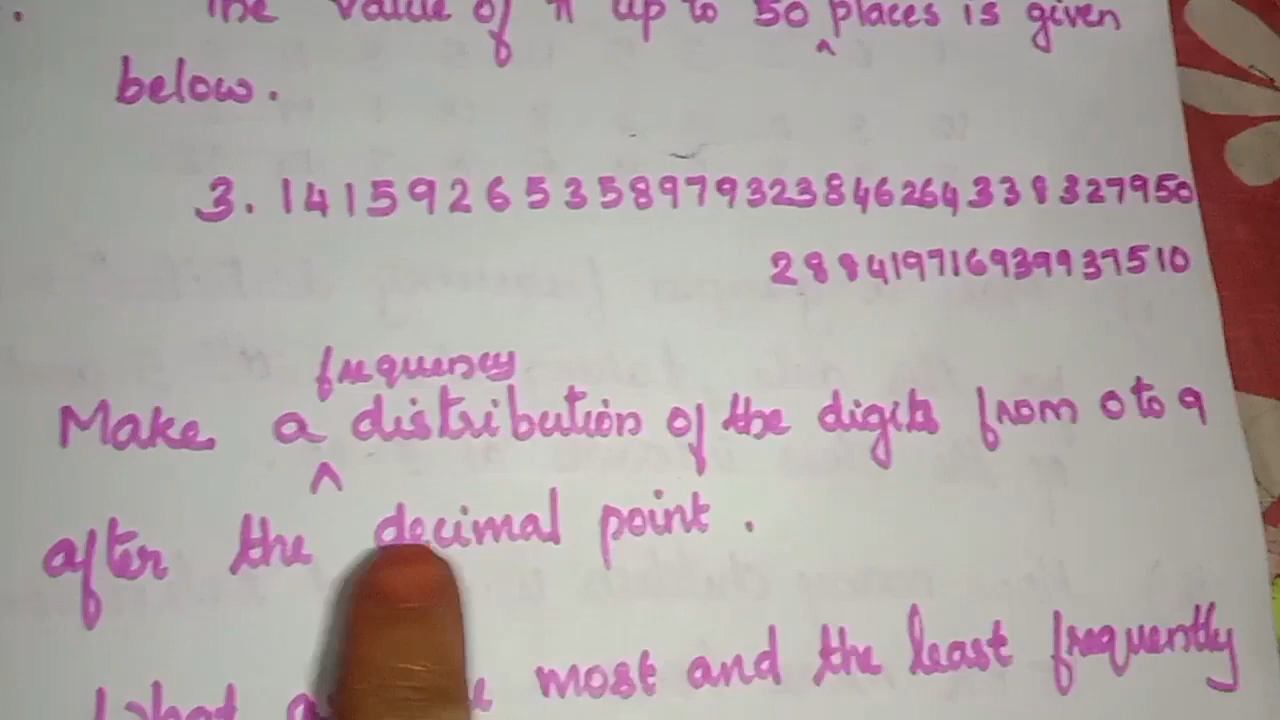 The value of π up to 50 places is given
^
below.
3.14159265358979323846264338327950
288419716939937510
frequency
Make a distribution of the digits from 0 to 9
^
after the decimal point.
most and the least frequently